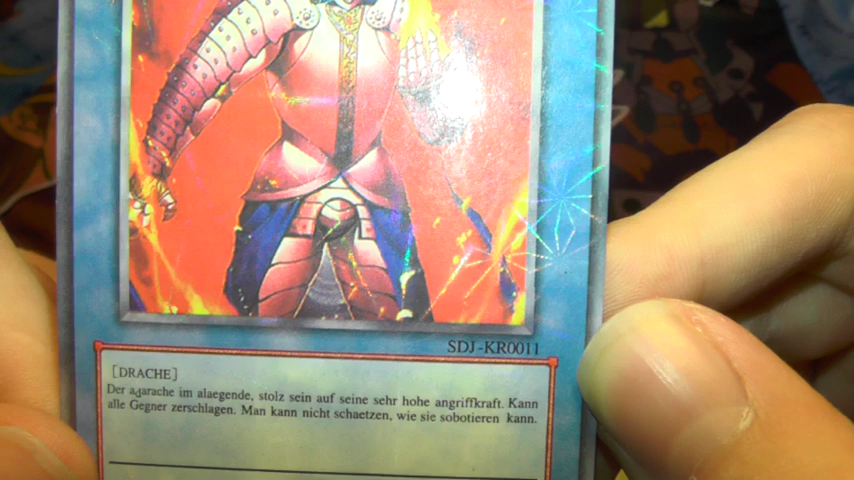 SDJ-KR0011
[DRACHE]
Der adarache im alaegende, stolz sein auf seine sehr hohe angriffkraft. Kann
alle Gegner zerschlagen. Man kann nicht schaetzen, wie sie sobotieren kann.